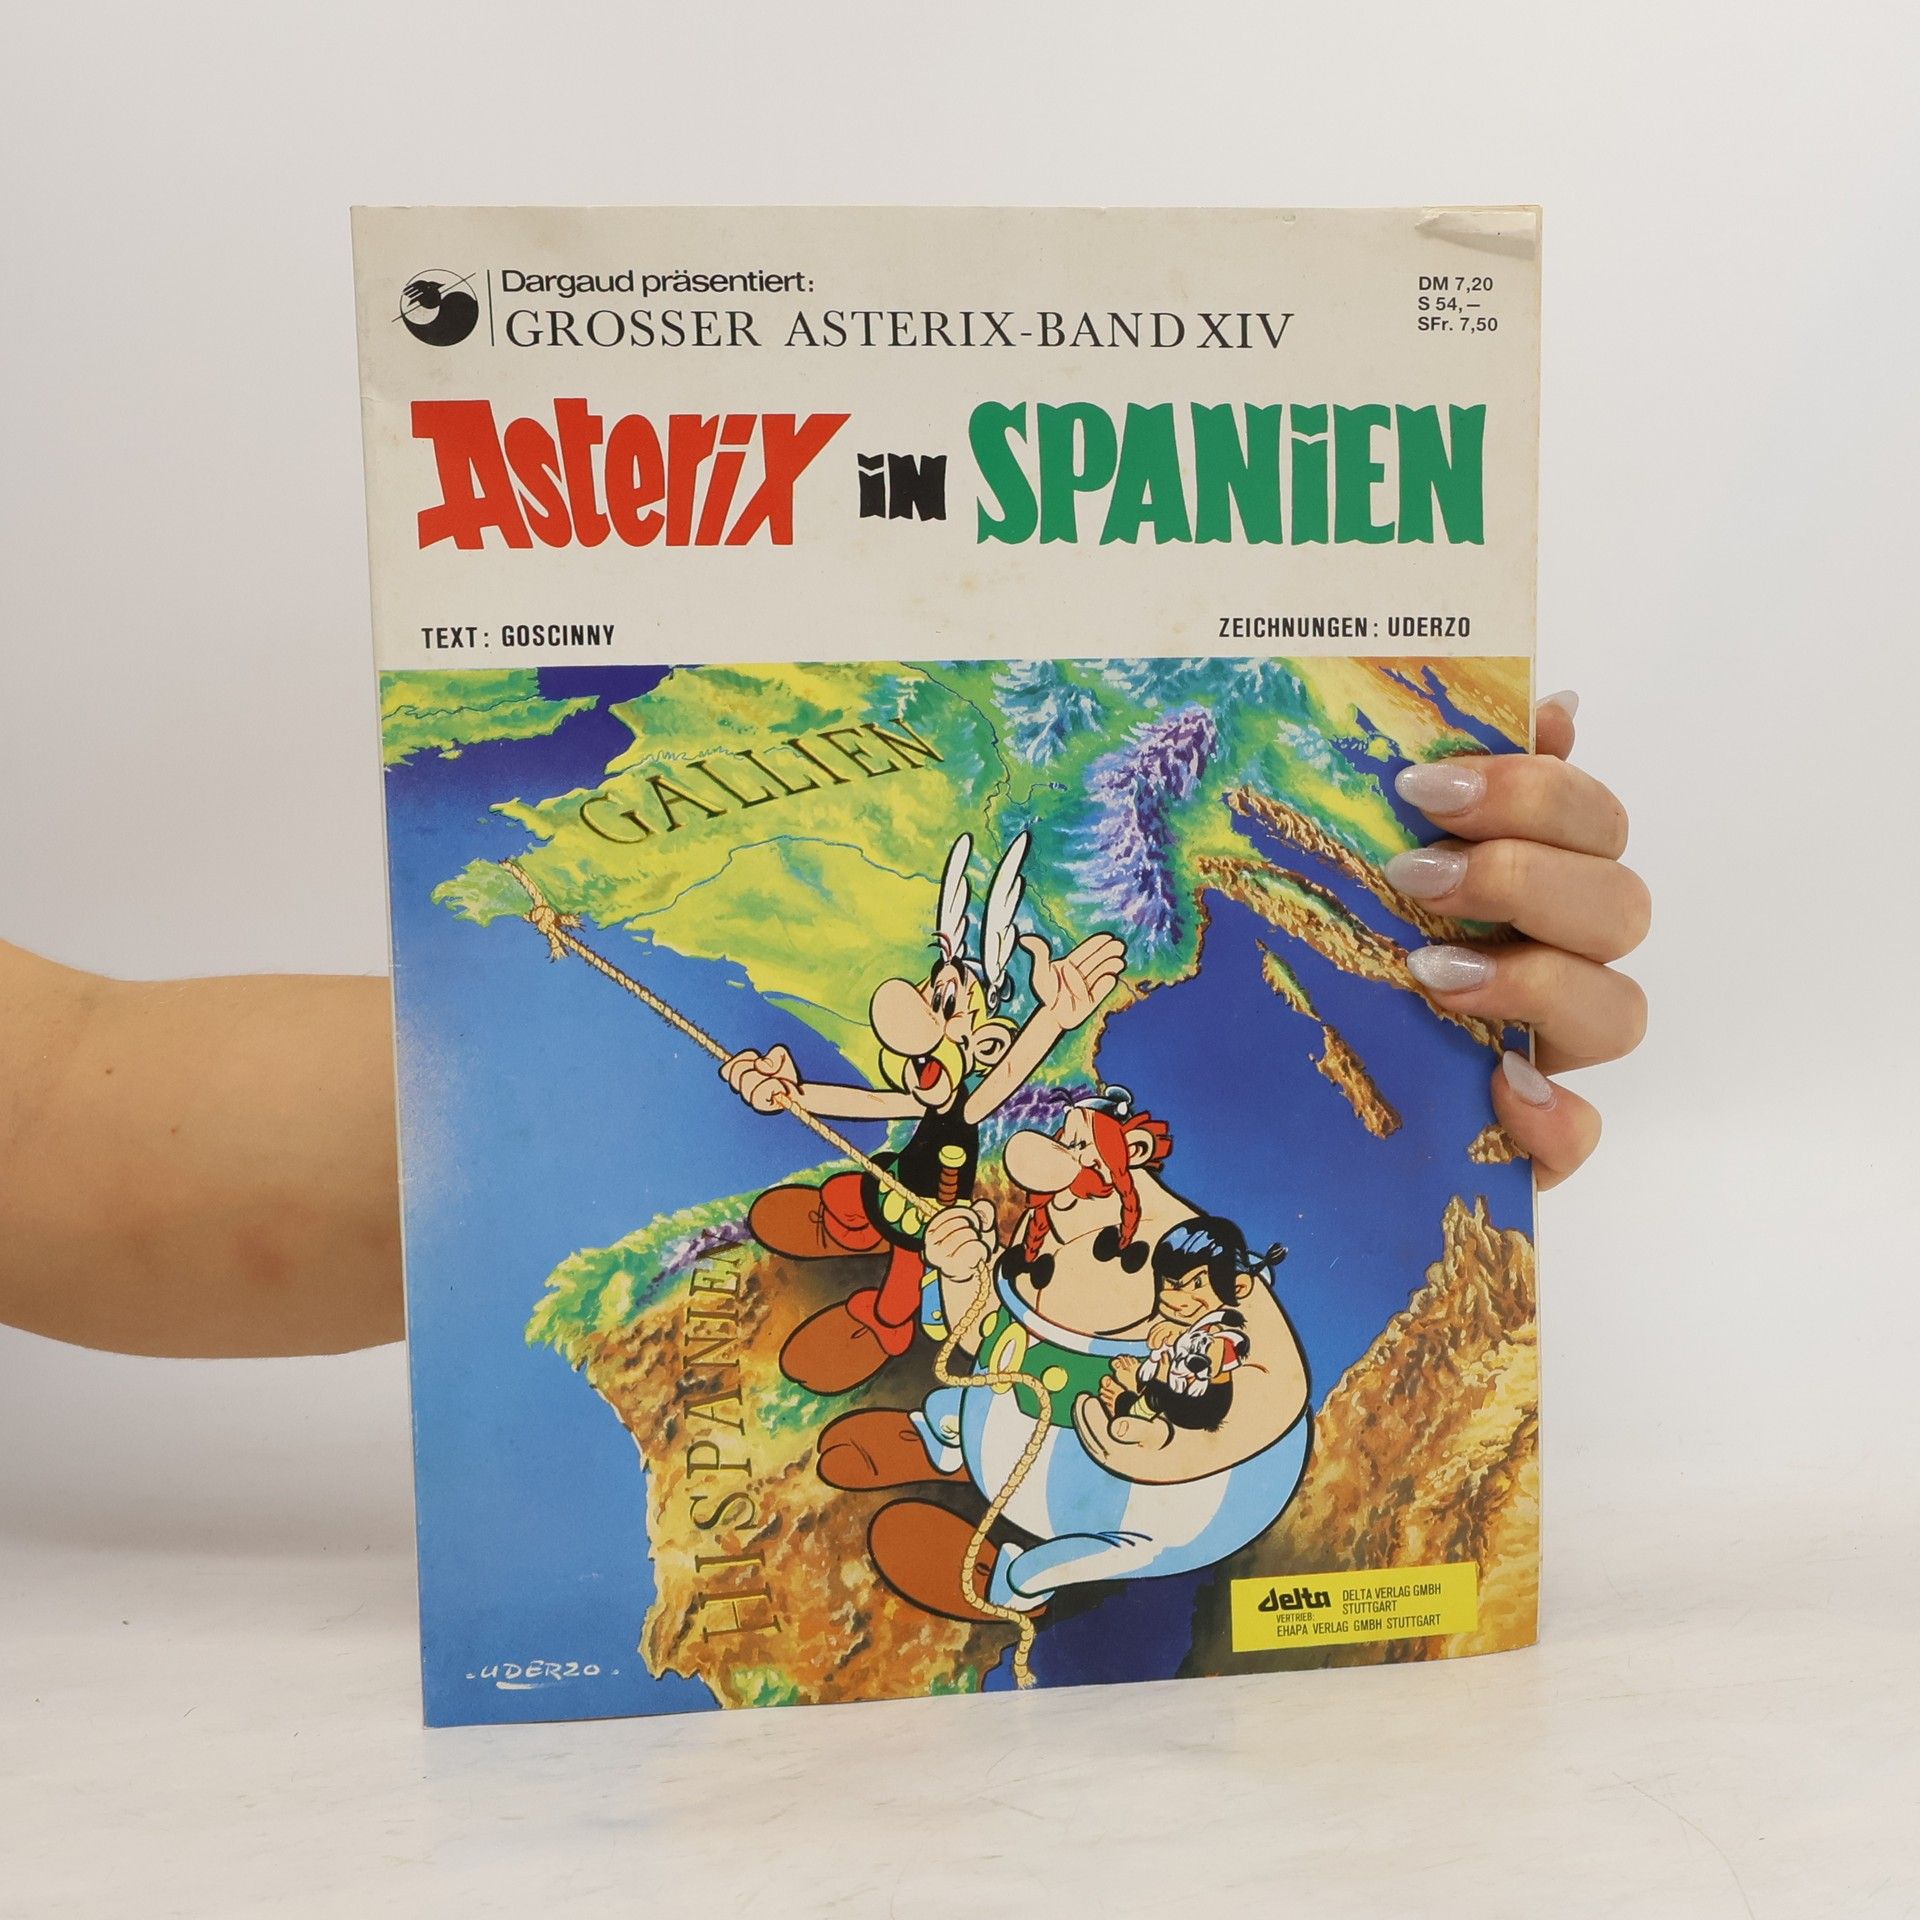 Dargaud präsentiert:
GROSSER ASTERIX-BAND XIV
DM 7,20
S 54,—
SFr. 7,50
Asterix iN SPANiEN
TEXT: GOSCINNY
ZEICHNUNGEN: UDERZO
GALLIEN
HISPANIEN
delta
DELTA VERLAG GMBH
STUTTGART
VERTRIEB:
EHAPA VERLAG GMBH STUTTGART
.UDERZO.